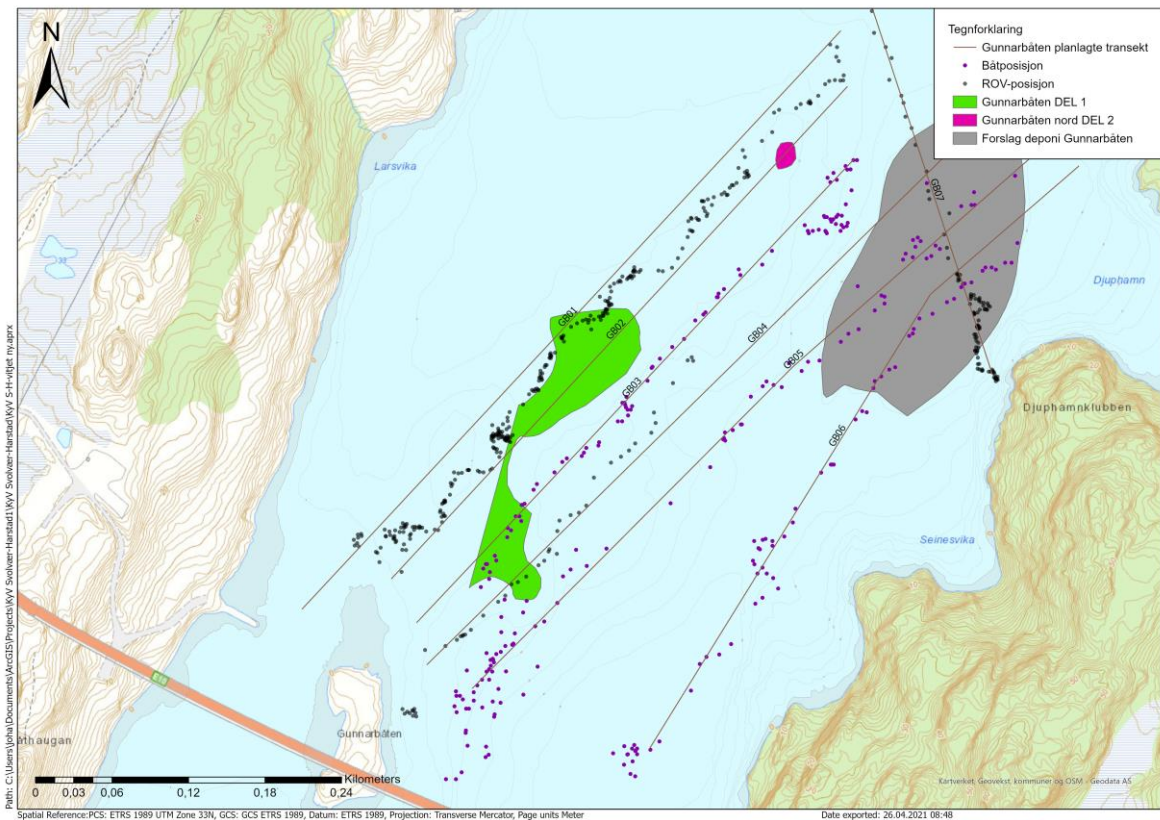 N
Tegnforklaring
Gunnarbåten planlagte transekt
Båtposisjon
ROV-posisjon
Gunnarbåten DEL 1
Gunnarbåten nord DEL 2
Forslag deponi Gunnarbåten
Larsvika
GB07
Djuphamn
GB01
GB02
GB04
GB05
GB03
Djuphamnklubben
GB06
Seinesvika
Gunnarbåten
åthaugan
Kilometers
0 0,03 0,06 0,12 0,18 0,24
Kartverket, Geovekst, kommuner og OSM - Geodata AS
Path: C:\Users\joha\Documents\ArcGIS\Projects\KyV Svolvær-Harstad1\KyV Svolvær-Harstad\KyV S-H-vitjet ny.aprx
Spatial Reference:PCS: ETRS 1989 UTM Zone 33N, GCS: GCS ETRS 1989, Datum: ETRS 1989, Projection: Transverse Mercator, Page units Meter
Date exported: 26.04.2021 08:48